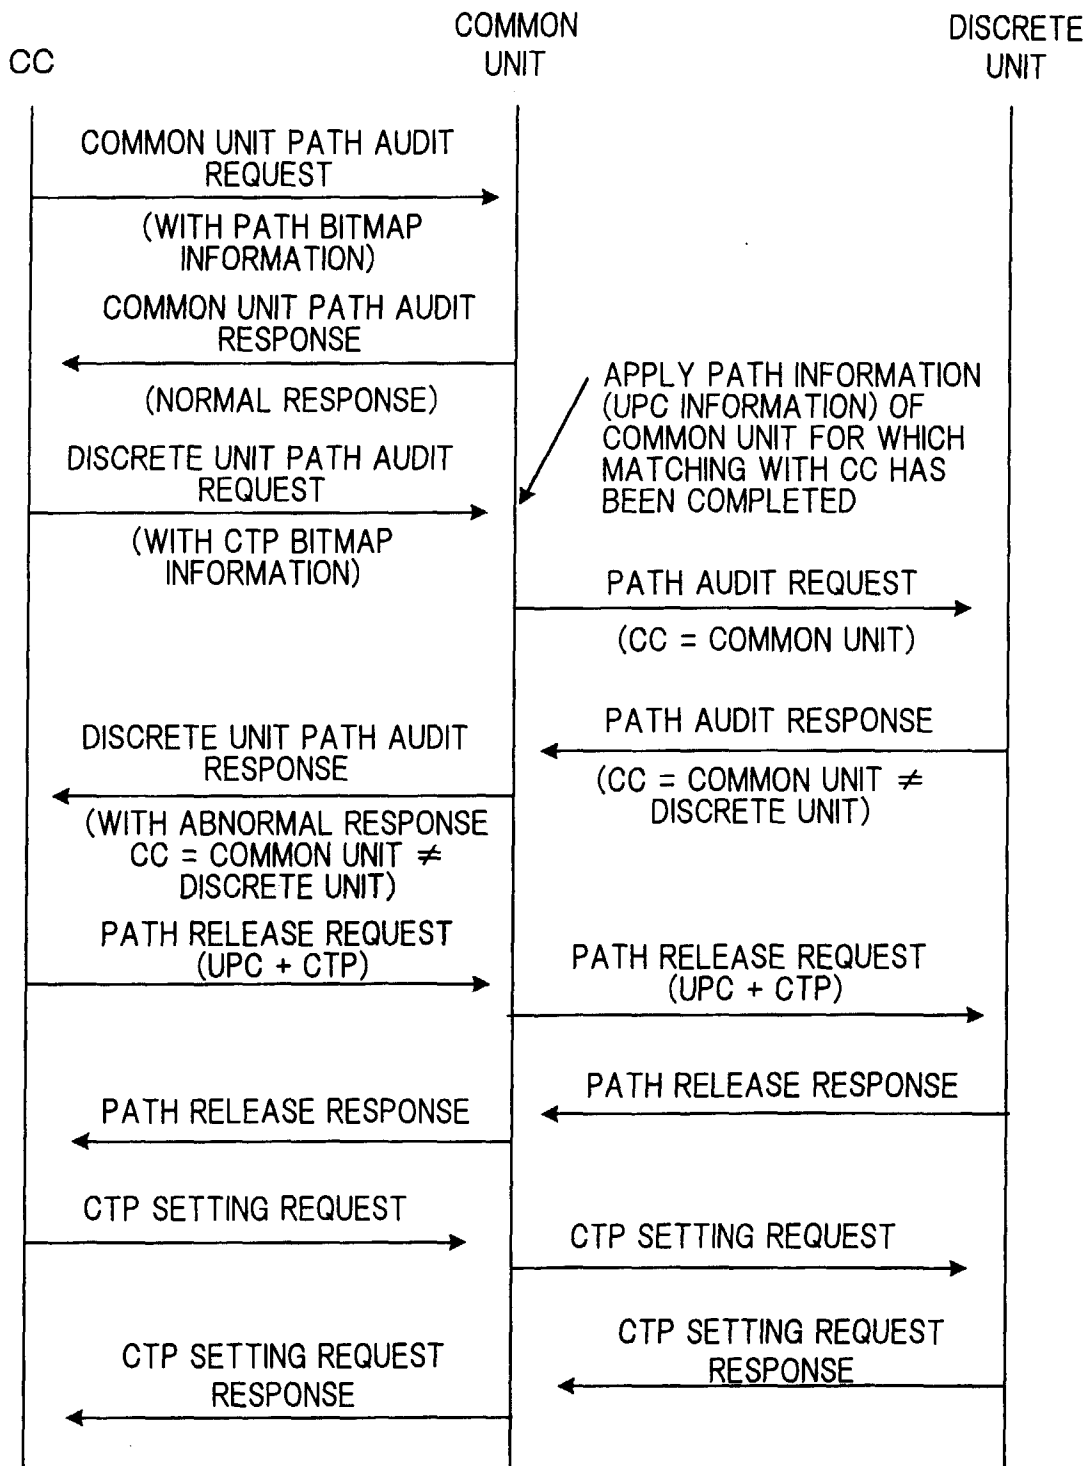 CC
COMMON
UNIT
DISCRETE
UNIT
COMMON UNIT PATH AUDIT
REQUEST
(WITH PATH BITMAP
INFORMATION)
COMMON UNIT PATH AUDIT
RESPONSE
(NORMAL RESPONSE)
APPLY PATH INFORMATION
(UPC INFORMATION) OF
COMMON UNIT FOR WHICH
MATCHING WITH CC HAS
BEEN COMPLETED
DISCRETE UNIT PATH AUDIT
REQUEST
(WITH CTP BITMAP
INFORMATION)
PATH AUDIT REQUEST
(CC = COMMON UNIT)
PATH AUDIT RESPONSE
(CC = COMMON UNIT ≠
DISCRETE UNIT)
DISCRETE UNIT PATH AUDIT
RESPONSE
(WITH ABNORMAL RESPONSE
CC = COMMON UNIT ≠
DISCRETE UNIT)
PATH RELEASE REQUEST
(UPC + CTP)
PATH RELEASE REQUEST
(UPC + CTP)
PATH RELEASE RESPONSE
PATH RELEASE RESPONSE
CTP SETTING REQUEST
CTP SETTING REQUEST
CTP SETTING REQUEST
RESPONSE
CTP SETTING REQUEST
RESPONSE